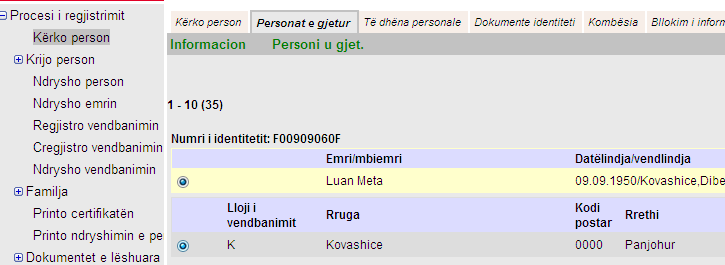 Procesi i regjistrimit
Kërko person
Krijo person
Ndrysho person
Ndrysho emrin
Regjistro vendbanimin
Cregjistro vendbanimin
Ndrysho vendbanimin
Familja
Printo certifikatën
Printo ndryshimin e pe
Dokumentet e lëshuara
Kërko person Personat e gjetur Të dhëna personale Dokumente identiteti Kombësia Bllokim i inform
Informacion Personi u gjet.
1 - 10 (35)
Numri i identitetit: F00909060F
Emri/mbiemri Datëlindja/vendlindja
Luan Meta 09.09.1950/Kovashice,Dibe
Lloji i vendbanimit Rruga Kodi postar Rrethi
K Kovashice 0000 Panjohur